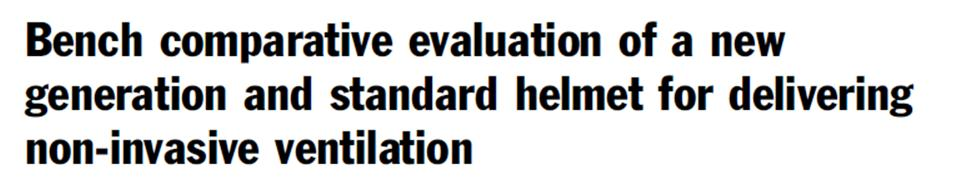 Bench comparative evaluation of a new
generation and standard helmet for delivering
non-invasive ventilation